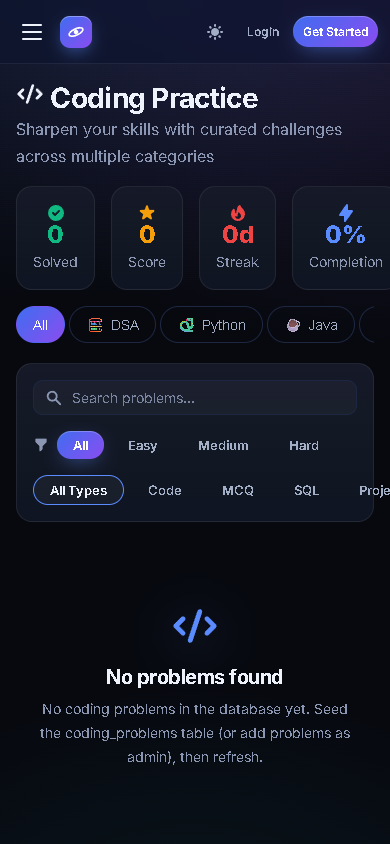 Login
Get Started
</> Coding Practice
Sharpen your skills with curated challenges
across multiple categories
0
0
0d
0%
Solved
Score
Streak
Completion
All
DSA
Python
Java
Search problems...
All
Easy
Medium
Hard
All Types
Code
MCQ
SQL
Proje
</>
No problems found
No coding problems in the database yet. Seed
the coding_problems table (or add problems as
admin), then refresh.